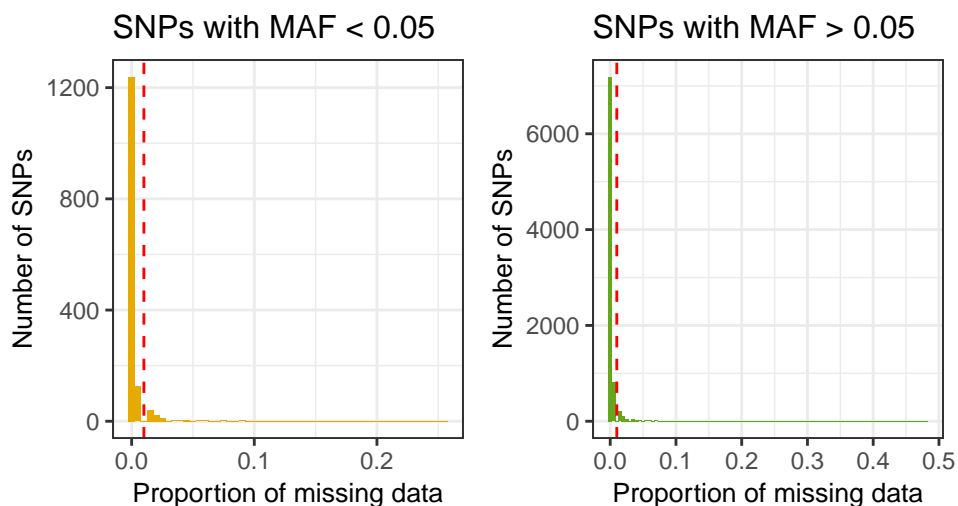 SNPs with MAF < 0.05
Number of SNPs
1200
800
400
0
0.0
0.1
0.2
Proportion of missing data
SNPs with MAF > 0.05
Number of SNPs
6000
4000
2000
0
0.0
0.1
0.2
0.3
0.4
0.5
Proportion of missing data